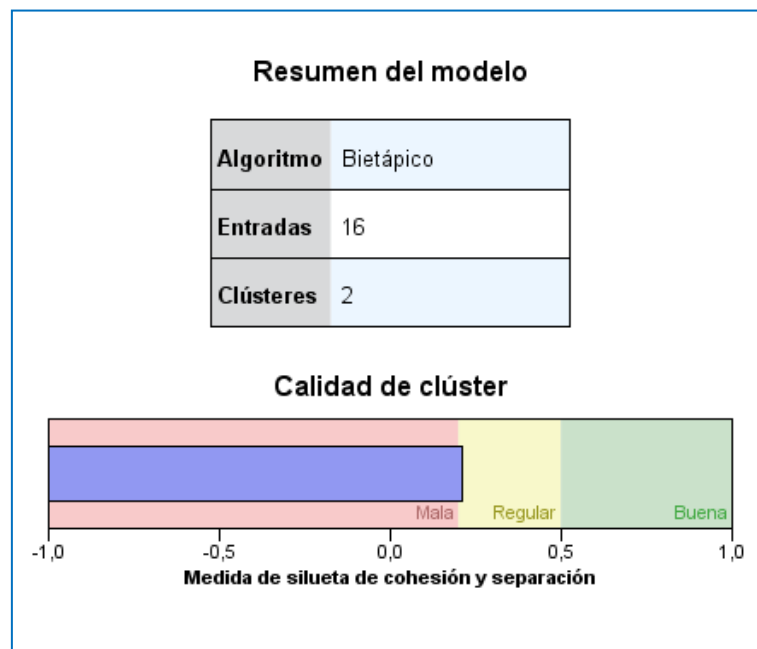 Resumen del modelo
Algoritmo Bietápico
Entradas 16
Clústeres 2
Calidad de clúster
Mala Regular Buena
-1,0 -0,5 0,0 0,5 1,0
Medida de silueta de cohesión y separación